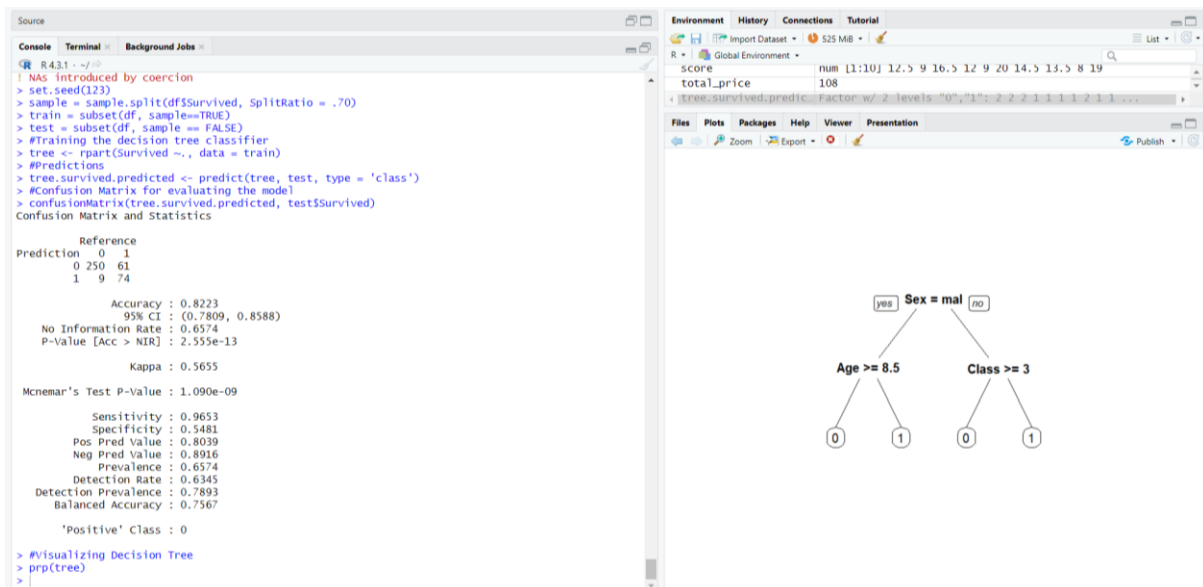 Source
Console Terminal × Background Jobs ×
R R 4.3.1 · ~/
! NAs introduced by coercion
> set.seed(123)
> sample = sample.split(df$Survived, SplitRatio = .70)
> train = subset(df, sample==TRUE)
> test = subset(df, sample == FALSE)
> #Training the decision tree classifier
> tree <- rpart(Survived ~., data = train)
> #Predictions
> tree.survived.predicted <- predict(tree, test, type = 'class')
> #Confusion Matrix for evaluating the model
> confusionMatrix(tree.survived.predicted, test$Survived)
Confusion Matrix and Statistics
Reference
Prediction 0 1
0 250 61
1 9 74
Accuracy : 0.8223
95% CI : (0.7809, 0.8588)
No Information Rate : 0.6574
P-Value [Acc > NIR] : 2.555e-13
Kappa : 0.5655
Mcnemar's Test P-Value : 1.090e-09
Sensitivity : 0.9653
Specificity : 0.5481
Pos Pred Value : 0.8039
Neg Pred Value : 0.8916
Prevalence : 0.6574
Detection Rate : 0.6345
Detection Prevalence : 0.7893
Balanced Accuracy : 0.7567
'Positive' Class : 0
> #Visualizing Decision Tree
> prp(tree)
>
Environment History Connections Tutorial
Import Dataset 525 MiB List
R Global Environment
score num [1:10] 12.5 9 16.5 12 9 20 14.5 13.5 8 19
total_price 108
tree.survived.predic… Factor w/ 2 levels "0","1": 2 2 2 1 1 1 1 2 1 1 ...
Files Plots Packages Help Viewer Presentation
Zoom Export Publish
yes Sex = mal no
Age >= 8.5 Class >= 3
0 1 0 1